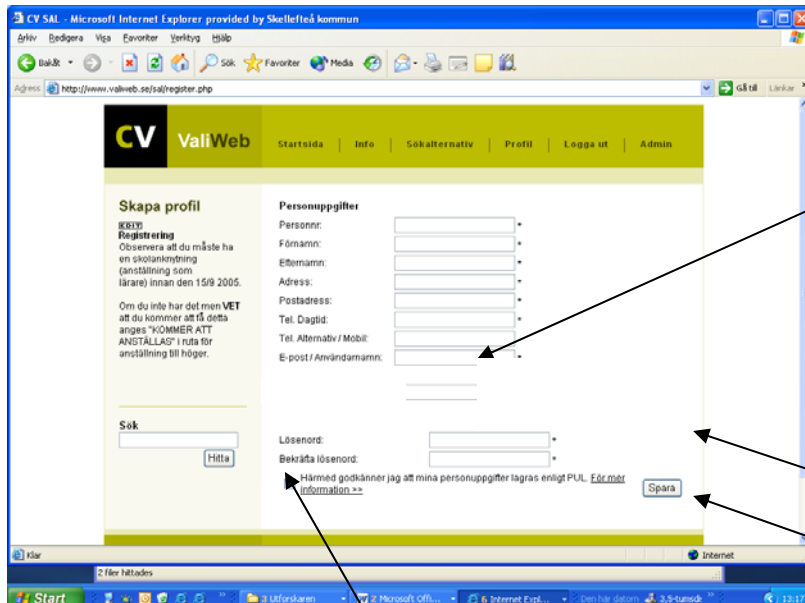 CV SAL - Microsoft Internet Explorer provided by Skellefteå kommun
Arkiv Redigera Visa Favoriter Verktyg Hjälp
Bakåt Sök Favoriter Media
Adress http://www.valiweb.se/sal/register.php Gå till Länkar
CV ValiWeb Startsida | Info | Sökalternativ | Profil | Logga ut | Admin
Skapa profil
EDIT
Registrering
Observera att du måste ha
en skolanknytning
(anställning som
lärare) innan den 15/9 2005.
Om du inte har det men VET
att du kommer att få detta
anges "KOMMER ATT
ANSTÄLLAS" i ruta för
anställning till höger.
Sök
Hitta
Personuppgifter
Personnr: *
Förnamn: *
Efternamn: *
Adress: *
Postadress: *
Tel. Dagtid: *
Tel. Alternativ / Mobil:
E-post / Användarnamn: *
Lösenord: *
Bekräfta lösenord: *
Härmed godkänner jag att mina personuppgifter lagras enligt PUL. För mer
information >>
Spara
Klar Internet
2 filer hittades
Start 3 Utforskaren 2 Microsoft Offi... 6 Internet Expl... Den här datorn 3,5-tumsdi 13:17